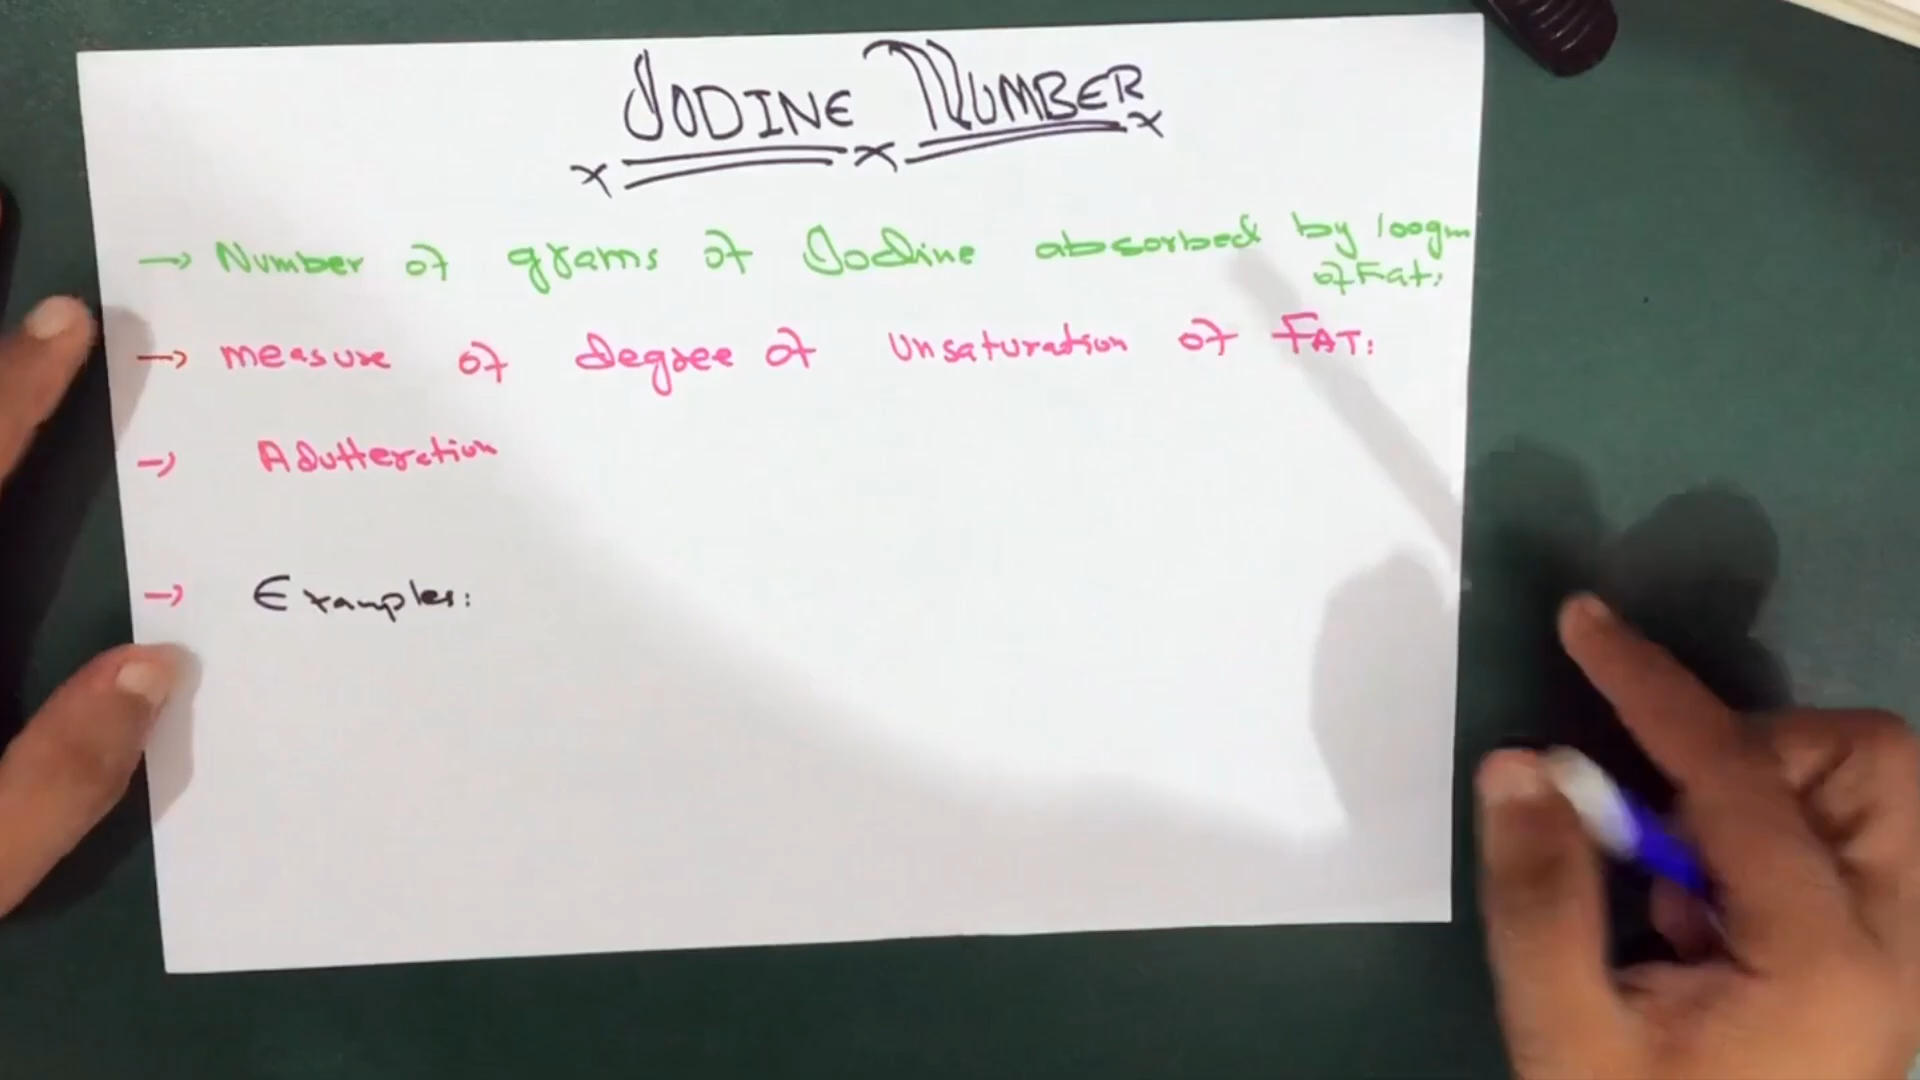 IODINE NUMBER
→ Number of grams of Iodine absorbed by 100gm
of Fat.
→ measure of Degree of Unsaturation of FAT:
→ Adutteration
→ Examples: